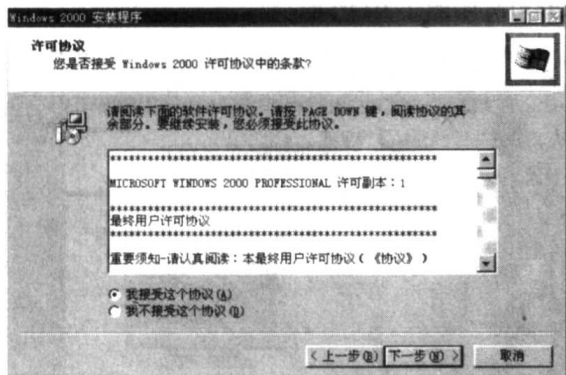 Windows 2000 安装程序
许可协议
您是否接受 Windows 2000 许可协议中的条款?
请阅读下面的软件许可协议。请按 PAGE DOWN 键，阅读协议的其
余部分。要继续安装，您必须接受此协议。
****************************************************
MICROSOFT WINDOWS 2000 PROFESSIONAL 许可副本：1
****************************************************
最终用户许可协议
****************************************************
重要须知-请认真阅读：本最终用户许可协议（《协议》）
我接受这个协议(A)
我不接受这个协议(D)
< 上一步(B) 下一步(N) > 取消